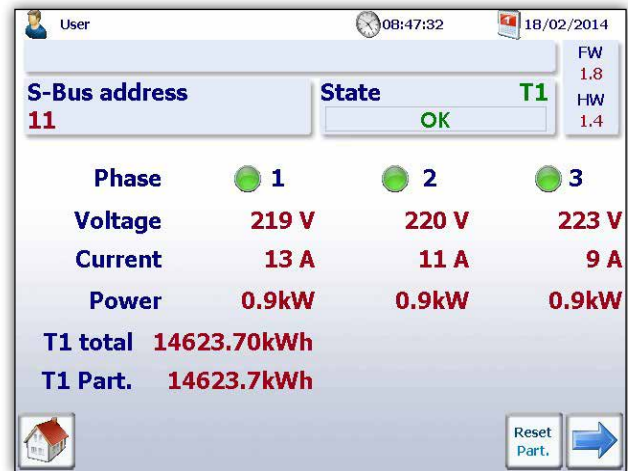 User 08:47:32 18/02/2014
FW
1.8
HW
1.4
S-Bus address
11
State T1
OK
Phase 1 2 3
Voltage 219 V 220 V 223 V
Current 13 A 11 A 9 A
Power 0.9kW 0.9kW 0.9kW
T1 total 14623.70kWh
T1 Part. 14623.7kWh
Reset
Part.